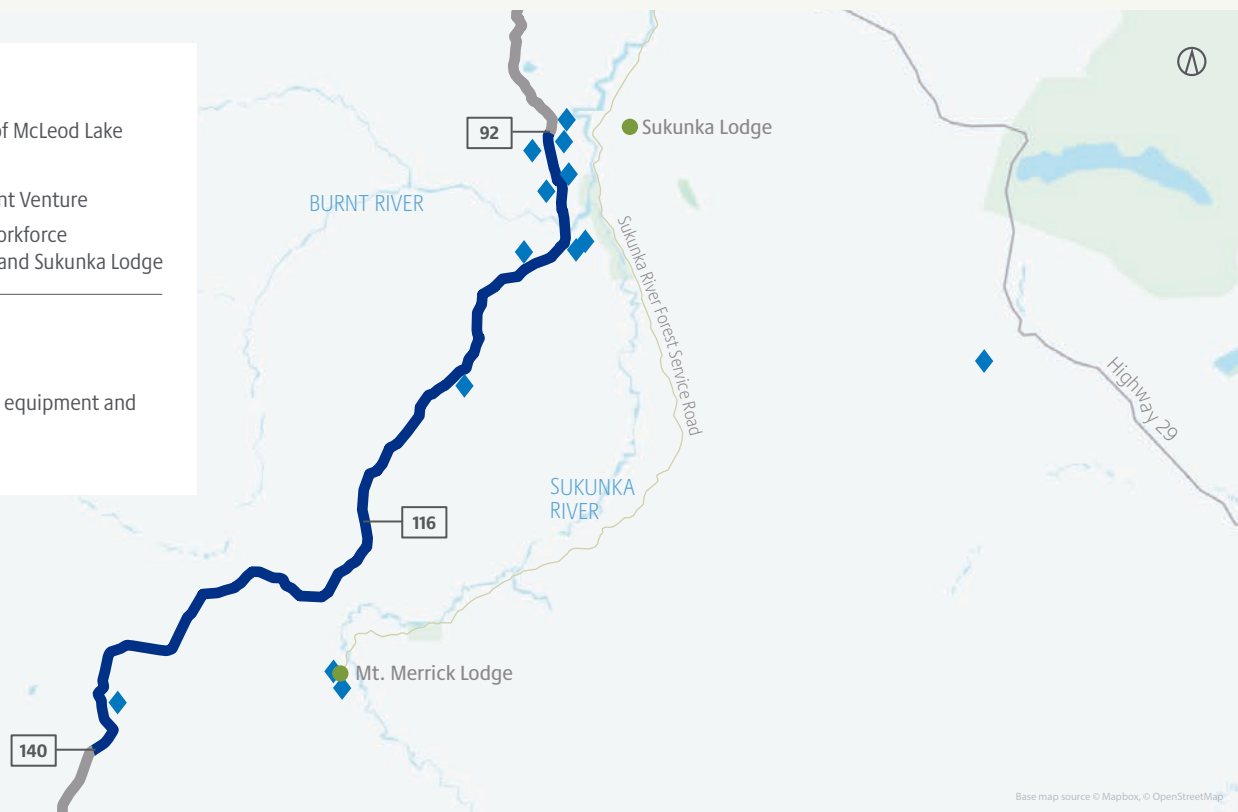 of McLeod Lake
nt Venture
orkforce
and Sukunka Lodge
equipment and
92
Sukunka Lodge
BURNT RIVER
Sukunka River Forest Service Road
Highway 29
SUKUNKA
RIVER
116
Mt. Merrick Lodge
140
Base map source © Mapbox, © OpenStreetMap